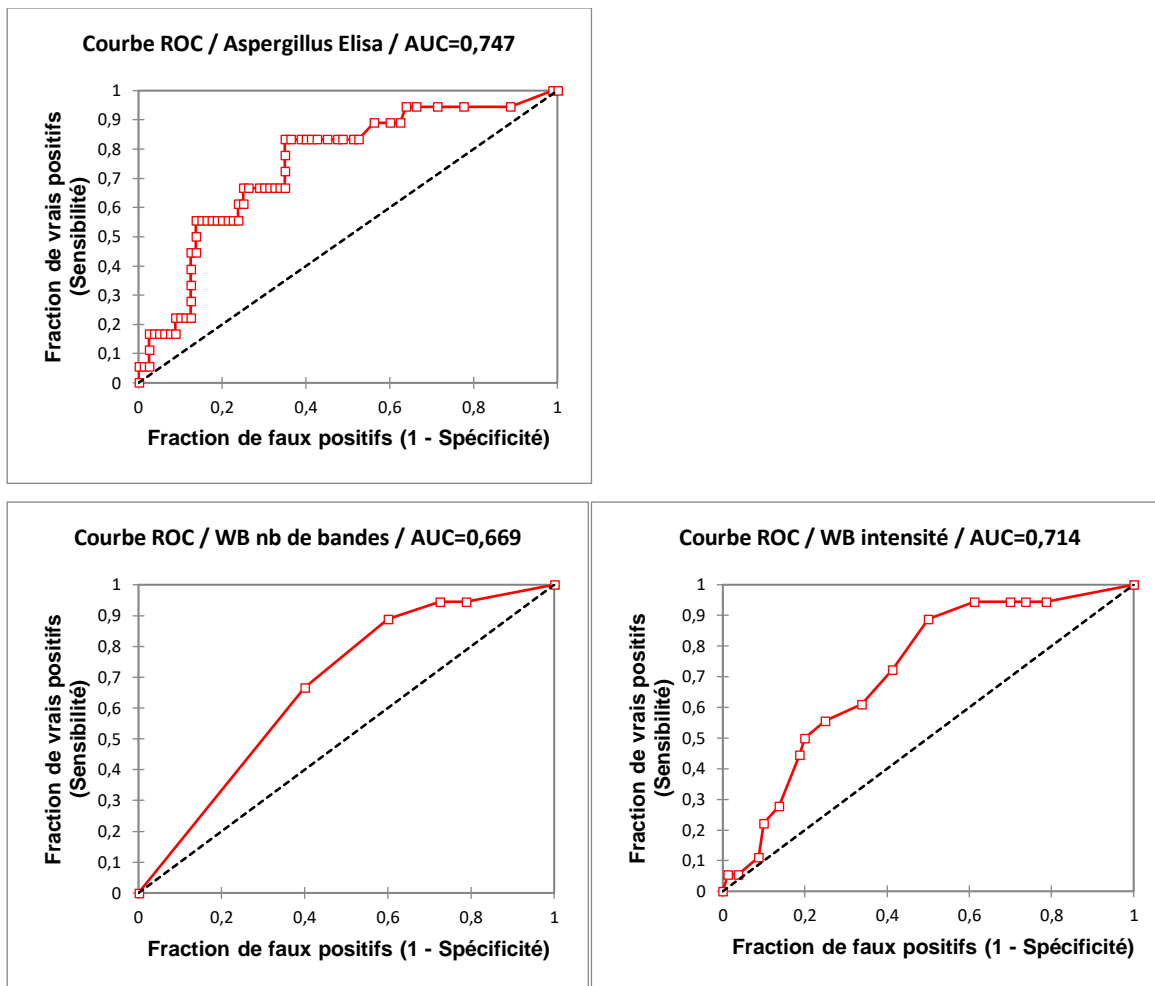 Courbe ROC / Aspergillus Elisa / AUC=0,747
Fraction de vrais positifs
(Sensibilité)
1
0,9
0,8
0,7
0,6
0,5
0,4
0,3
0,2
0,1
0
0 0,2 0,4 0,6 0,8 1
Fraction de faux positifs (1 - Spécificité)
Courbe ROC / WB nb de bandes / AUC=0,669
Fraction de vrais positifs
(Sensibilité)
1
0,9
0,8
0,7
0,6
0,5
0,4
0,3
0,2
0,1
0
0 0,2 0,4 0,6 0,8 1
Fraction de faux positifs (1 - Spécificité)
Courbe ROC / WB intensité / AUC=0,714
Fraction de vrais positifs
(Sensibilité)
1
0,9
0,8
0,7
0,6
0,5
0,4
0,3
0,2
0,1
0
0 0,2 0,4 0,6 0,8 1
Fraction de faux positifs (1 - Spécificité)